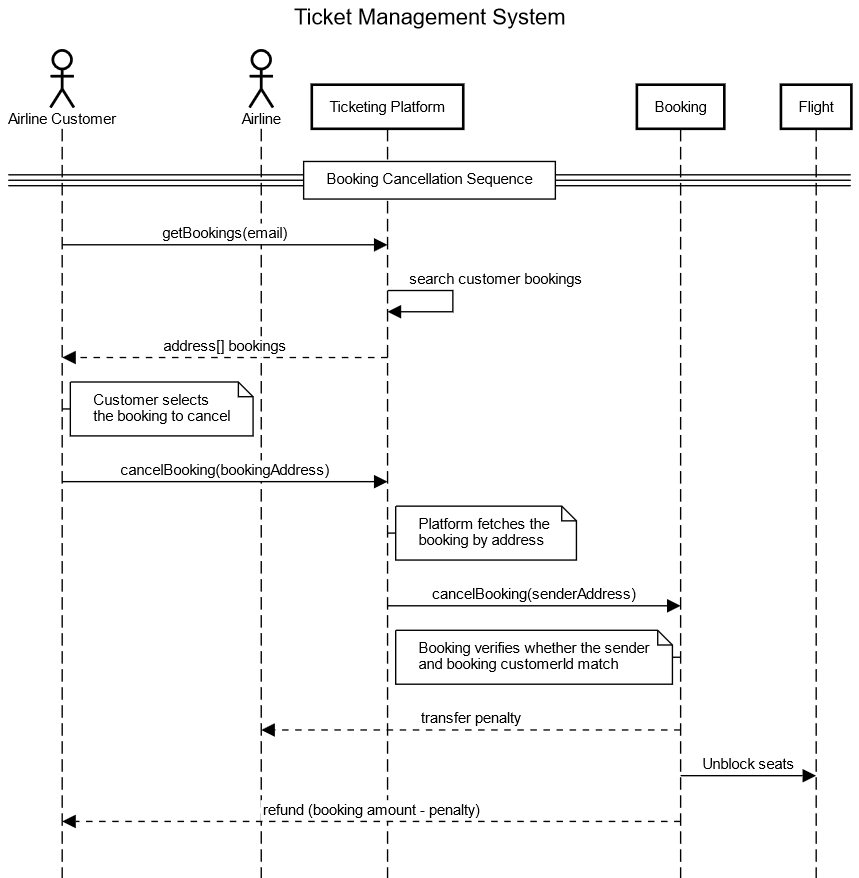 Ticket Management System
Airline Customer
Airline
Ticketing Platform
Booking
Flight
Booking Cancellation Sequence
getBookings(email)
search customer bookings
address[] bookings
Customer selects
the booking to cancel
cancelBooking(bookingAddress)
Platform fetches the
booking by address
cancelBooking(senderAddress)
Booking verifies whether the sender
and booking customerId match
transfer penalty
Unblock seats
refund (booking amount - penalty)